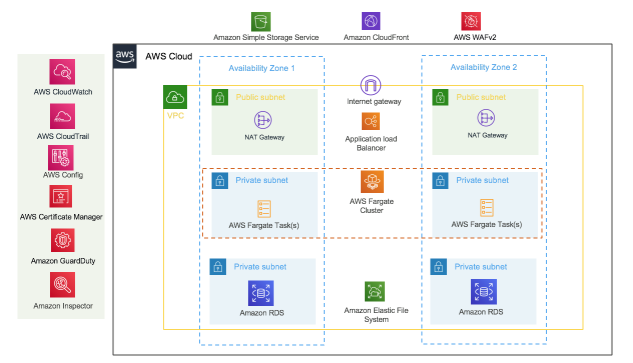 Amazon Simple Storage Service
Amazon CloudFront
AWS WAFv2
aws
AWS Cloud
AWS CloudWatch
AWS CloudTrail
AWS Config
AWS Certificate Manager
Amazon GuardDuty
Amazon Inspector
VPC
Availability Zone 1
Public subnet
NAT Gateway
Private subnet
AWS Fargate Task(s)
Private subnet
Amazon RDS
Internet gateway
Application load
Balancer
AWS Fargate
Cluster
Amazon Elastic File
System
Availability Zone 2
Public subnet
NAT Gateway
Private subnet
AWS Fargate Task(s)
Private subnet
Amazon RDS